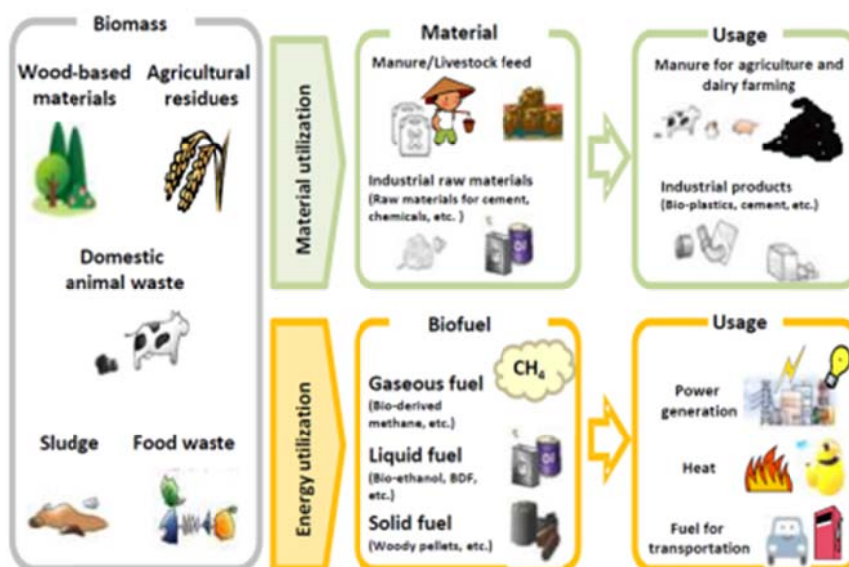 Biomass
Wood-based
materials
Agricultural
residues
Domestic
animal waste
Sludge
Food waste
Material utilization
Material
Manure/Livestock feed
Industrial raw materials
(Raw materials for cement,
chemicals, etc. )
Oil
Usage
Manure for agriculture and
dairy farming
Industrial products
(Bio-plastics, cement, etc.)
Energy utilization
Biofuel
CH₄
Gaseous fuel
(Bio-derived
methane, etc.)
Liquid fuel
(Bio-ethanol, BDF,
etc.)
Oil
Solid fuel
(Woody pellets, etc.)
Usage
Power
generation
Heat
Fuel for
transportation